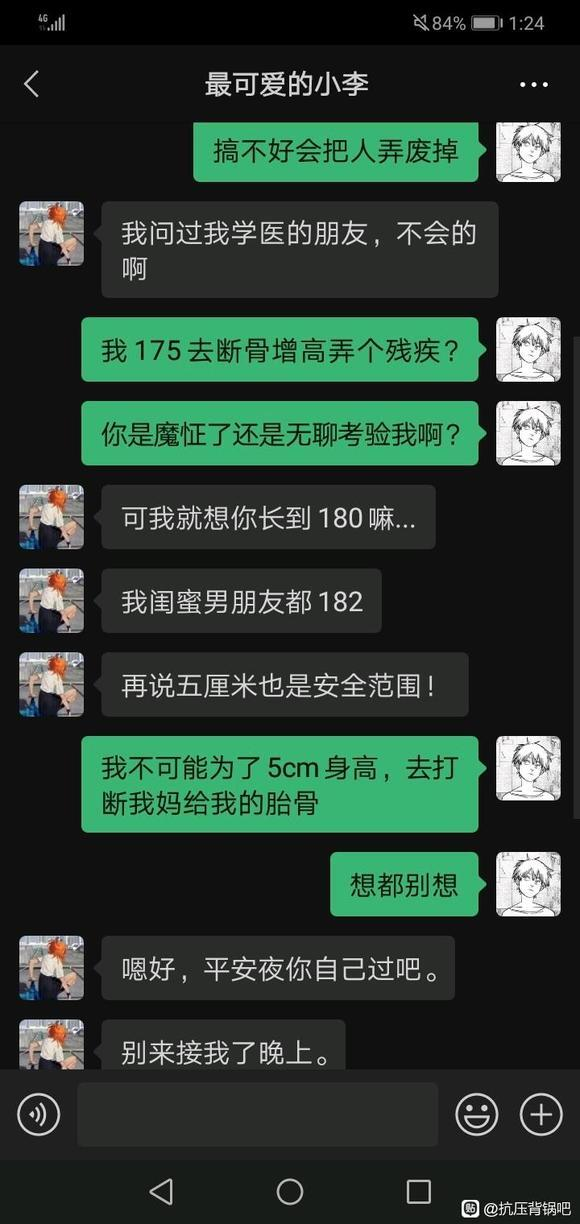 4G
84%
1:24
最可爱的小李
搞不好会把人弄废掉
我问过我学医的朋友，不会的
啊
我 175 去断骨增高弄个残疾？
你是魔怔了还是无聊考验我啊？
可我就想你长到 180 嘛...
我闺蜜男朋友都 182
再说五厘米也是安全范围！
我不可能为了 5cm 身高，去打
断我妈给我的胎骨
想都别想
嗯好，平安夜你自己过吧。
别来接我了晚上。
贴 @抗压背锅吧